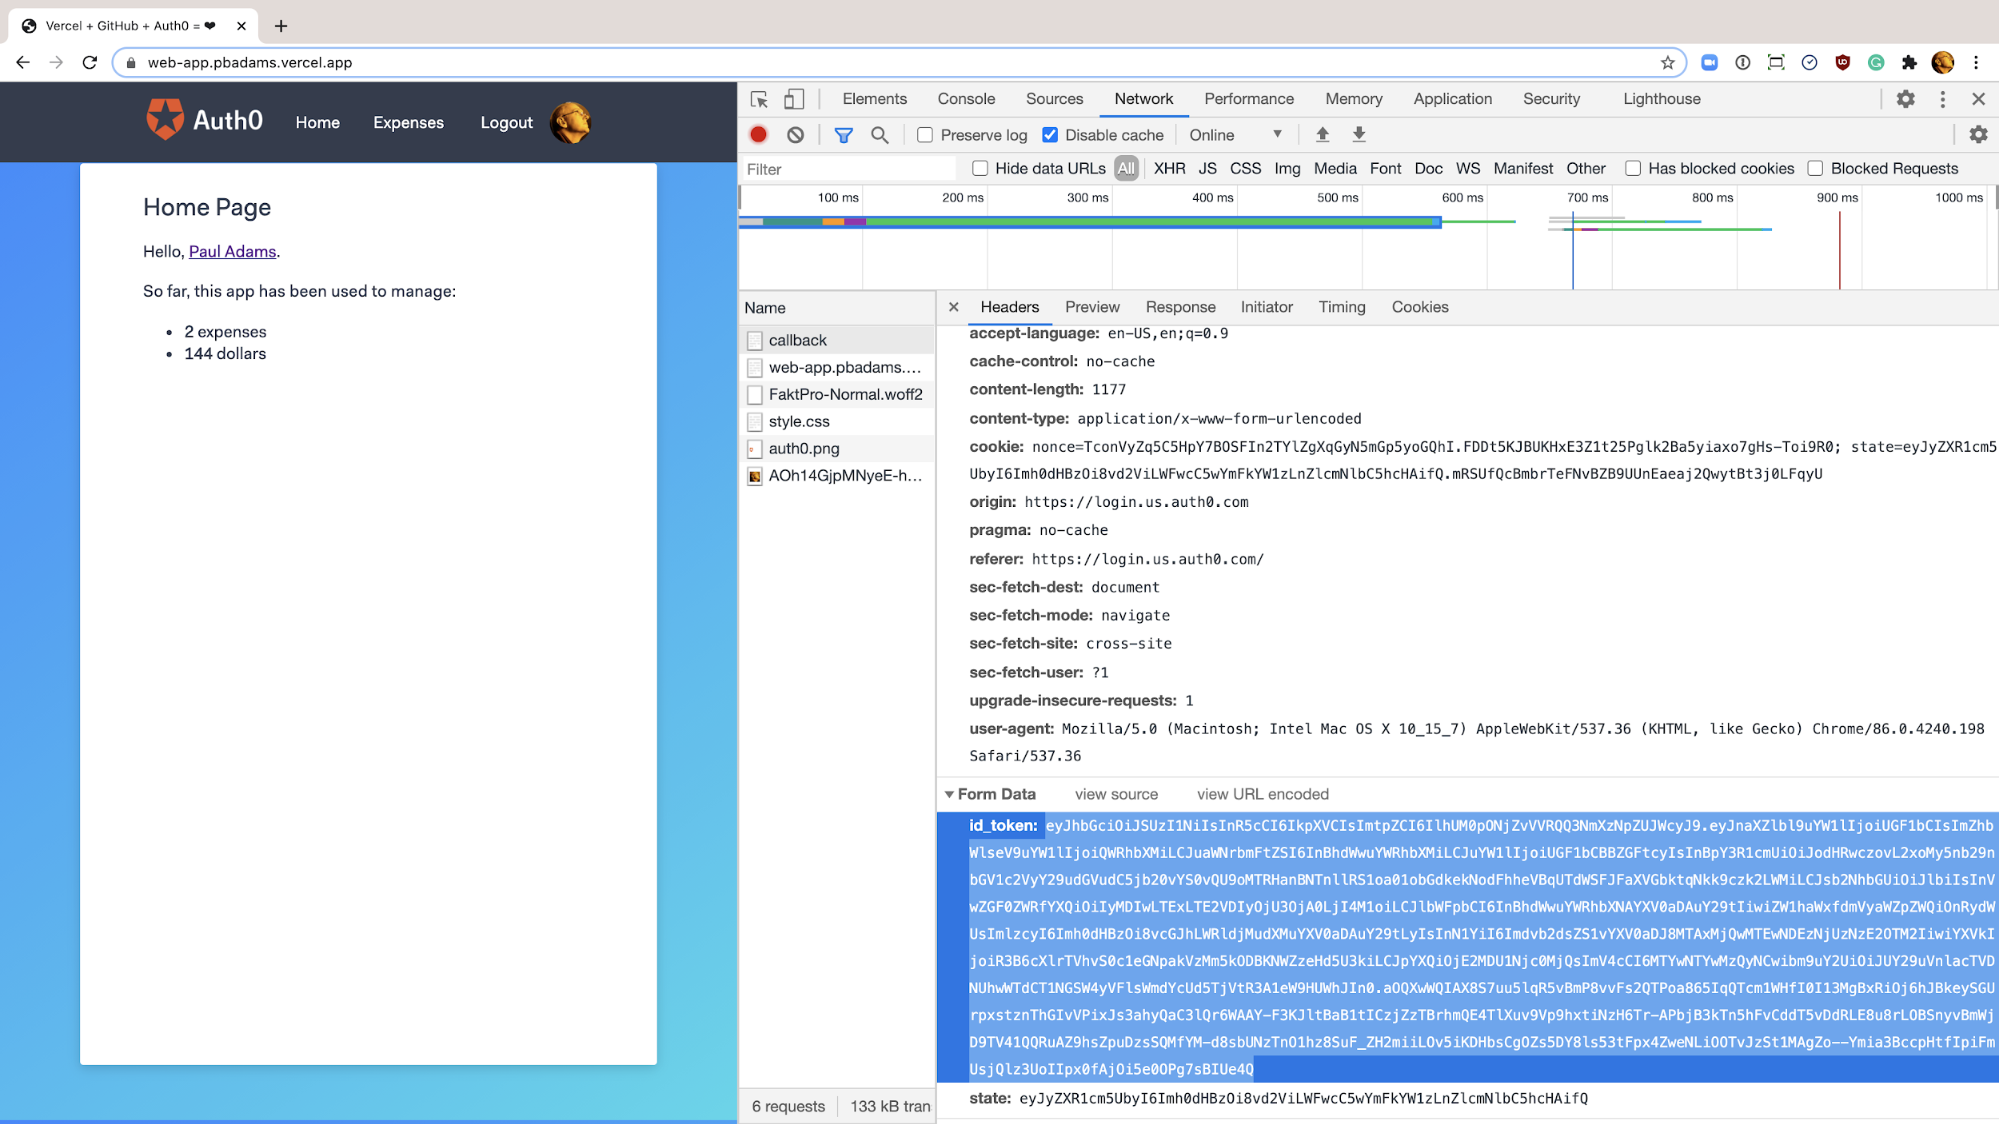 Vercel + GitHub + Auth0 = ❤
web-app.pbadams.vercel.app
Auth0
Home
Expenses
Logout
Home Page
Hello, Paul Adams.
So far, this app has been used to manage:
• 2 expenses
• 144 dollars
Elements Console Sources Network Performance Memory Application Security Lighthouse
Preserve log Disable cache Online
Filter Hide data URLs All XHR JS CSS Img Media Font Doc WS Manifest Other Has blocked cookies Blocked Requests
100 ms 200 ms 300 ms 400 ms 500 ms 600 ms 700 ms 800 ms 900 ms 1000 ms
Name
callback
web-app.pbadams....
FaktPro-Normal.woff2
style.css
auth0.png
AOh14GjpMNyeE-h...
6 requests 133 kB tran
Headers Preview Response Initiator Timing Cookies
accept-language: en-US,en;q=0.9
cache-control: no-cache
content-length: 1177
content-type: application/x-www-form-urlencoded
cookie: nonce=TconVyZq5C5HpY7BOSFIn2TYlZgXqGyN5mGp5yoGQhI.FDDt5KJBUKHxE3Z1t25Pglk2Ba5yiaxo7gHs-Toi9R0; state=eyJyZXR1cm5
UbyI6Imh0dHBzOi8vd2ViLWFwcC5wYmFkYW1zLnZlcmNlbC5hcHAifQ.mRSUfQcBmbrTeFNvBZB9UUnEaeaj2QwytBt3j0LFqyU
origin: https://login.us.auth0.com
pragma: no-cache
referer: https://login.us.auth0.com/
sec-fetch-dest: document
sec-fetch-mode: navigate
sec-fetch-site: cross-site
sec-fetch-user: ?1
upgrade-insecure-requests: 1
user-agent: Mozilla/5.0 (Macintosh; Intel Mac OS X 10_15_7) AppleWebKit/537.36 (KHTML, like Gecko) Chrome/86.0.4240.198
Safari/537.36
Form Data view source view URL encoded
id_token:
state: eyJyZXR1cm5UbyI6Imh0dHBzOi8vd2ViLWFwcC5wYmFkYW1zLnZlcmNlbC5hcHAifQ